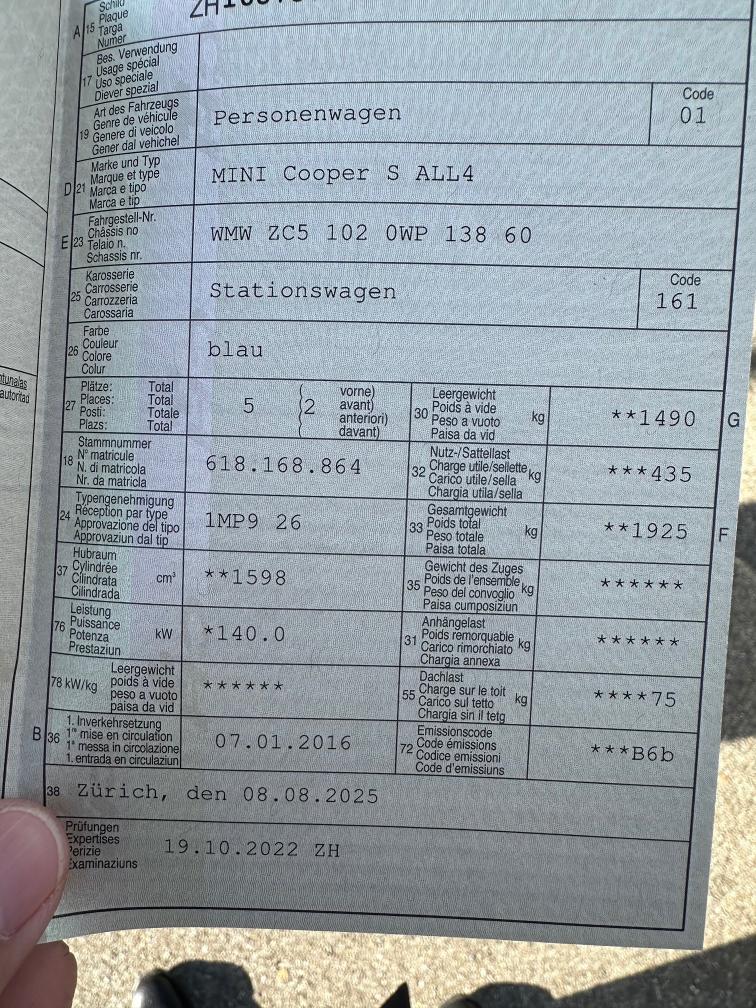 A 15 Schild
Plaque
Targa
Numer
17 Bes. Verwendung
Usage spécial
Uso speciale
Diever spezial
19 Art des Fahrzeugs
Genre de véhicule
Genere di veicolo
Gener dal vehichel
Personenwagen
Code
01
D 21 Marke und Typ
Marque et type
Marca e tipo
Marca e tip
MINI Cooper S ALL4
E 23 Fahrgestell-Nr.
Châssis no
Telaio n.
Schassis nr.
WMW ZC5 102 0WP 138 60
25 Karosserie
Carrosserie
Carrozzeria
Carossaria
Stationswagen
Code
161
26 Farbe
Couleur
Colore
Colur
blau
27 Plätze: Total
Places: Total
Posti: Totale
Plazs: Total
5 (2 vorne)
avant)
anteriori)
davant)
30 Leergewicht
Poids à vide
Peso a vuoto
Paisa da vid
kg
**1490
G
18 Stammnummer
N° matricule
N. di matricola
Nr. da matricla
618.168.864
32 Nutz-/Sattellast
Charge utile/sellette
Carico utile/sella
Chargia utila/sella
kg
***435
24 Typengenehmigung
Réception par type
Approvazione del tipo
Approvaziun dal tip
1MP9 26
33 Gesamtgewicht
Poids total
Peso totale
Paisa totala
kg
**1925
F
37 Hubraum
Cylindrée
Cilindrata
Cilindrada
cm³
**1598
35 Gewicht des Zuges
Poids de l'ensemble
Peso del convoglio
Paisa cumposiziun
kg
******
76 Leistung
Puissance
Potenza
Prestaziun
kW
*140.0
31 Anhängelast
Poids remorquable
Carico rimorchiato
Chargia annexa
kg
******
78 kW/kg Leergewicht
poids à vide
peso a vuoto
paisa da vid
******
55 Dachlast
Charge sur le toit
Carico sul tetto
Chargia sin il tetg
kg
****75
B 36 1. Inverkehrsetzung
1re mise en circulation
1a messa in circolazione
1. entrada en circulaziun
07.01.2016
72 Emissionscode
Code émissions
Codice emissioni
Code d'emissiuns
***B6b
38 Zürich, den 08.08.2025
Prüfungen
Expertises
Perizie
Examinaziuns
19.10.2022 ZH